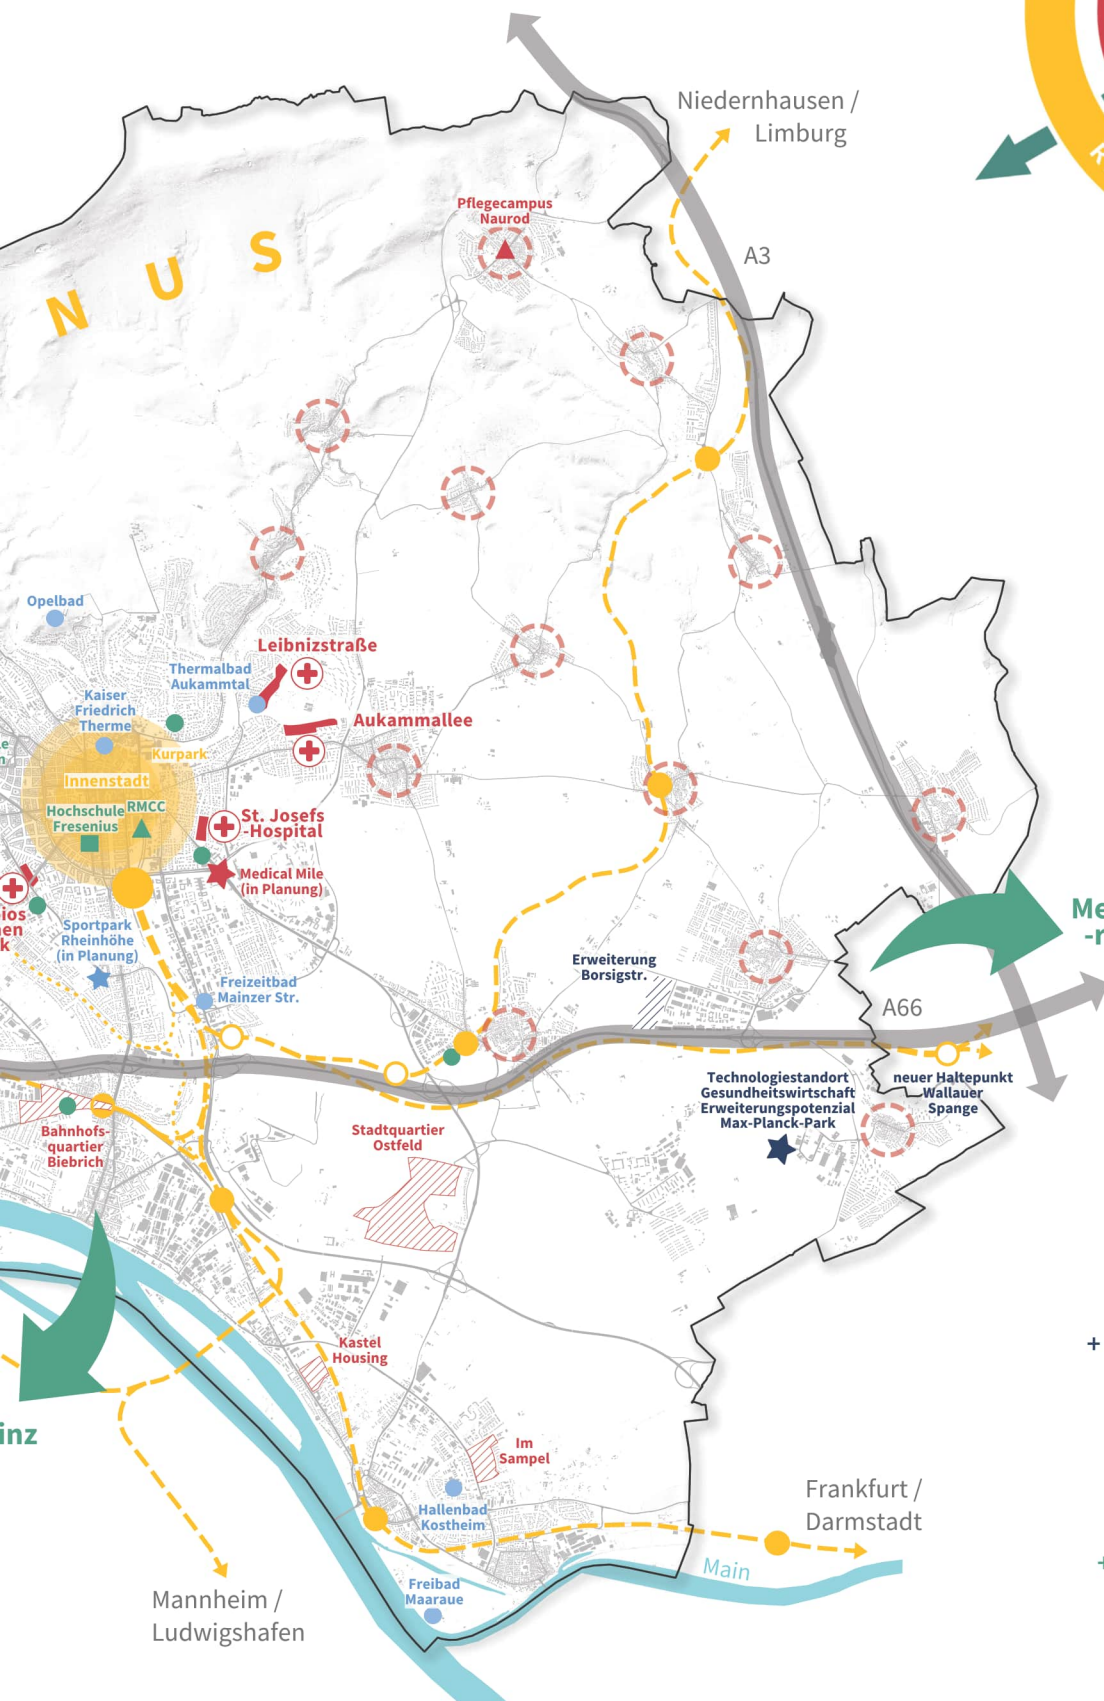 Niedernhausen /
Limburg
A3
Pflegecampus
Naurod
N U S
Opelbad
Leibnizstraße
Thermalbad
Aukammtal
Kaiser
Friedrich
Therme
Aukammallee
Kurpark
Innenstadt
Hochschule
Fresenius
RMCC
St. Josefs
-Hospital
Medical Mile
(in Planung)
Sportpark
Rheinhöhe
(in Planung)
Freizeitbad
Mainzer Str.
Erweiterung
Borsigstr.
Me
-r
A66
Technologiestandort
Gesundheitswirtschaft
Erweiterungspotenzial
Max-Planck-Park
neuer Haltepunkt
Wallauer
Spange
Bahnhofs-
quartier
Biebrich
Stadtquartier
Ostfeld
Kastel
Housing
+
inz
Im
Sampel
Hallenbad
Kostheim
Frankfurt /
Darmstadt
Main
Freibad
Maaraue
Mannheim /
Ludwigshafen